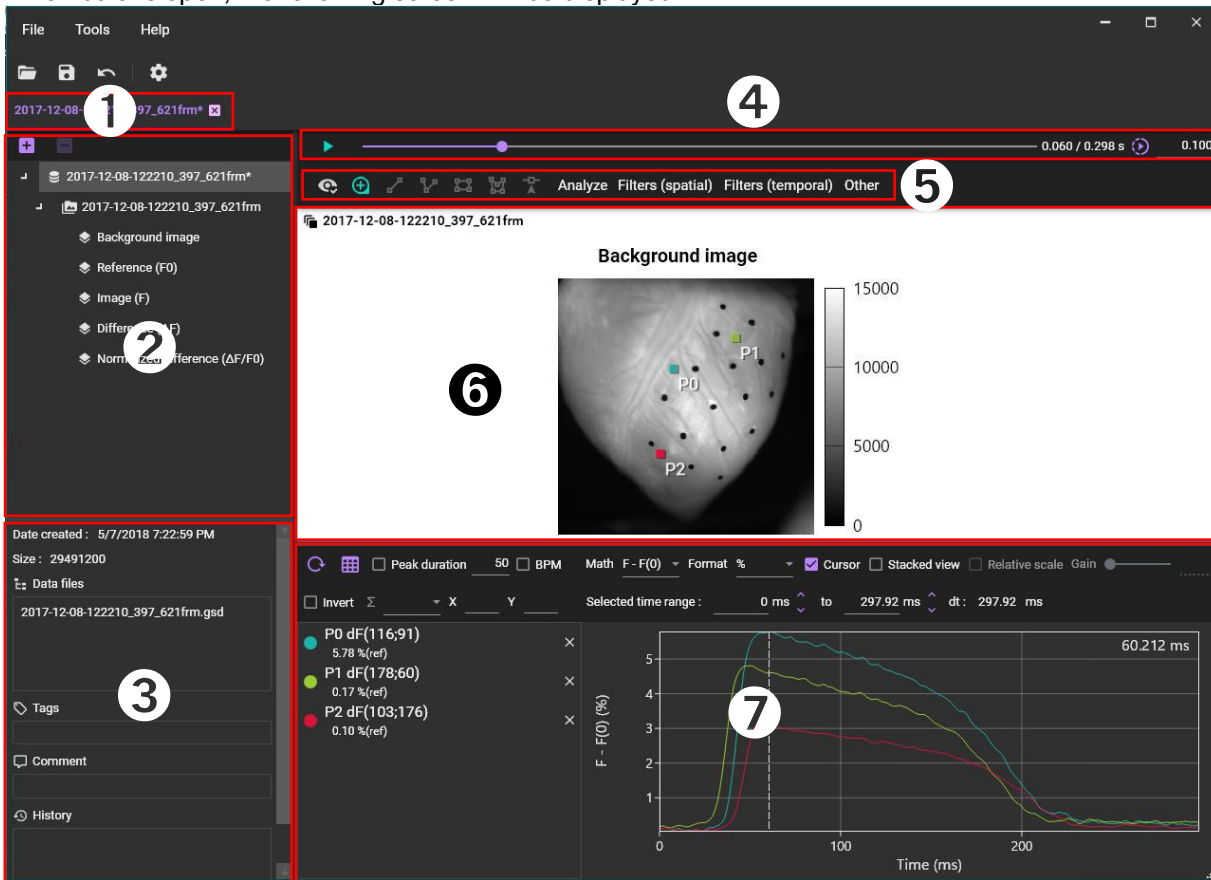 File Tools Help
1
2017-12-08- 97_621frm*
4
0.060 / 0.298 s 0.100
2017-12-08-122210_397_621frm*
Analyze Filters (spatial) Filters (temporal) Other
5
2017-12-08-122210_397_621frm
Background image
Reference (F0)
Image (F)
Difference (ΔF)
Normalized difference (ΔF/F0)
2
2017-12-08-122210_397_621frm
Background image
15000
10000
5000
0
P1
P0
P2
6
Date created : 5/7/2018 7:22:59 PM
Size : 29491200
Data files
2017-12-08-122210_397_621frm.gsd
3
Tags
Comment
History
Peak duration 50 BPM Math F - F(0) Format % Cursor Stacked view Relative scale Gain
Invert Σ X Y Selected time range : 0 ms to 297.92 ms dt : 297.92 ms
P0 dF(116;91)
5.78 %(ref)
P1 dF(178;60)
0.17 %(ref)
P2 dF(103;176)
0.10 %(ref)
60.212 ms
7
F - F(0) (%)
5
4
3
2
1
0 100 200
Time (ms)